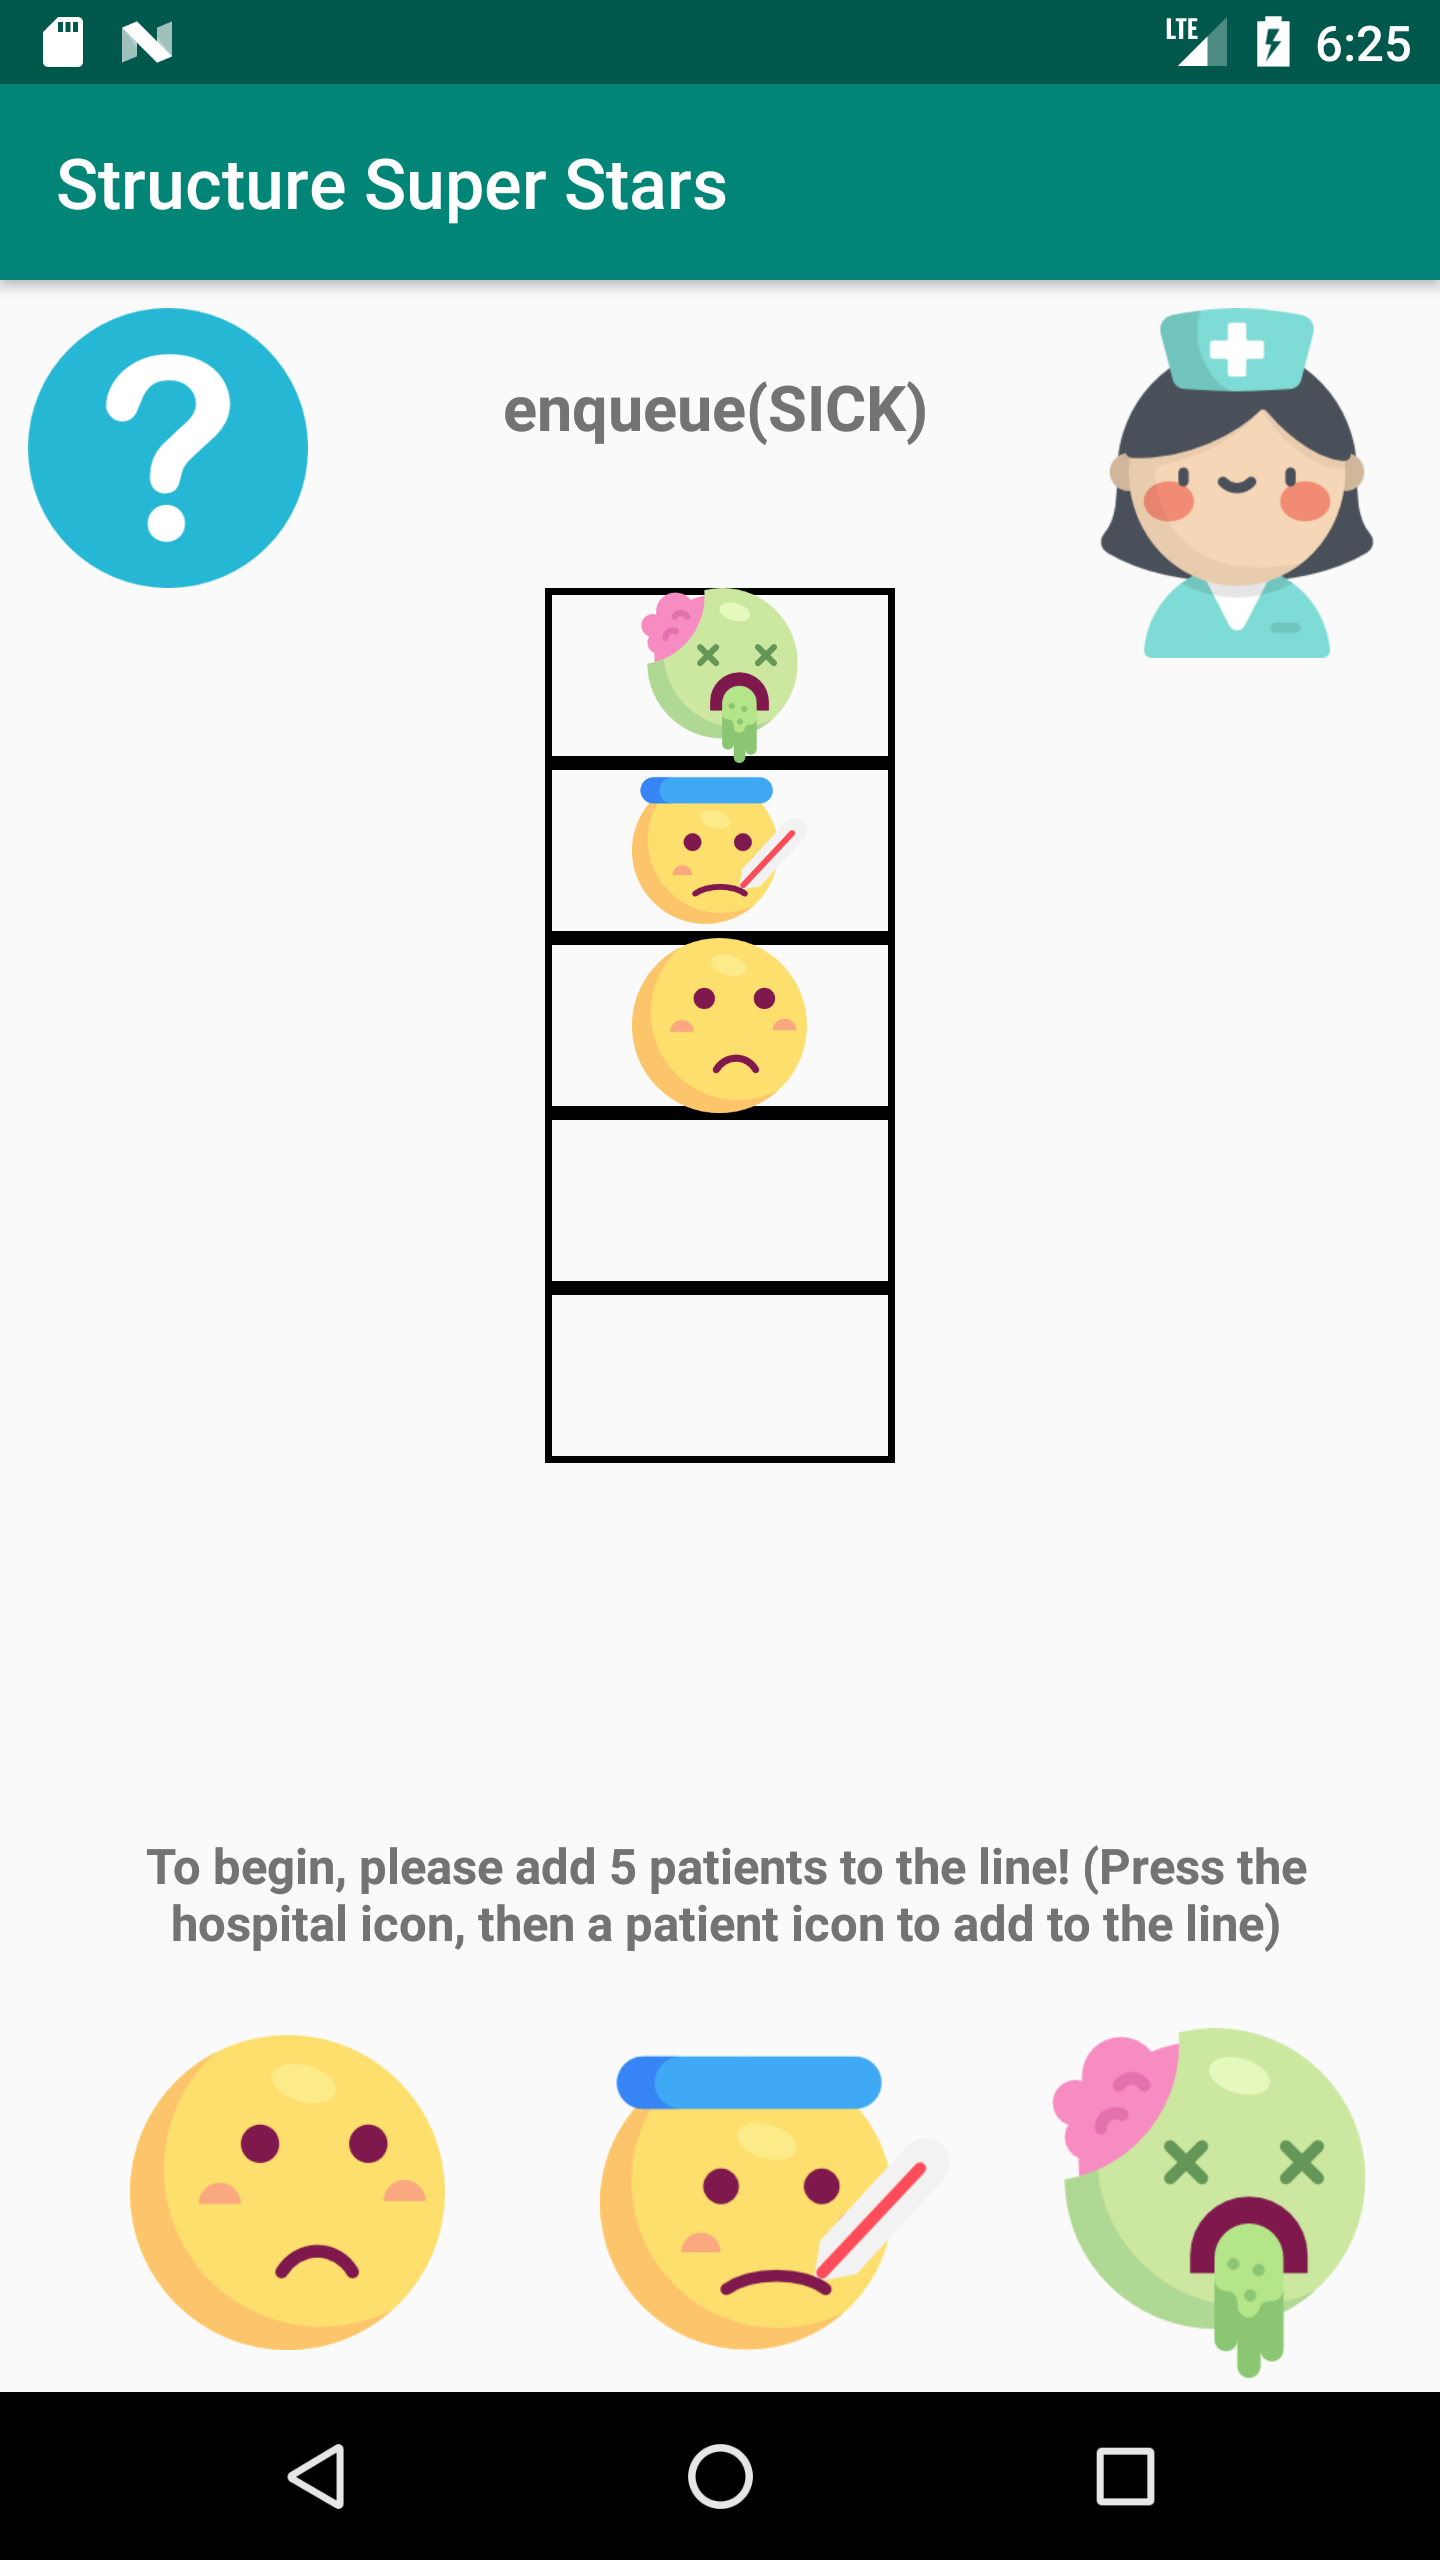 LTE 6:25
Structure Super Stars
enqueue(SICK)
To begin, please add 5 patients to the line! (Press the
hospital icon, then a patient icon to add to the line)